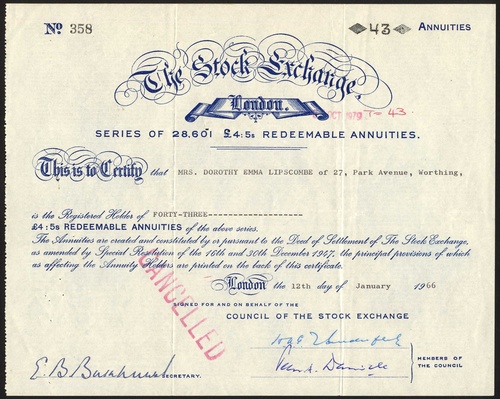 No. 358
43 ANNUITIES
The Stock Exchange,
London.
1979 T- 43.
SERIES OF 28.601 £4:5s REDEEMABLE ANNUITIES.
This is to Certify that MRS. DOROTHY EMMA LIPSCOMBE of 27, Park Avenue, Worthing,
is the Registered Holder of FORTY-THREE--------------------
£4:5s REDEEMABLE ANNUITIES of the above series.
The Annuities are created and constituted by or pursuant to the Deed of Settlement of The Stock Exchange,
as amended by Special Resolution of the 16th and 30th December 1947, the principal provisions of which
as affecting the Annuity Holders are printed on the back of this certificate.
CANCELLED
London 12th day of January 1966
SIGNED FOR AND ON BEHALF OF THE
COUNCIL OF THE STOCK EXCHANGE
SECRETARY.
MEMBERS OF
THE COUNCIL